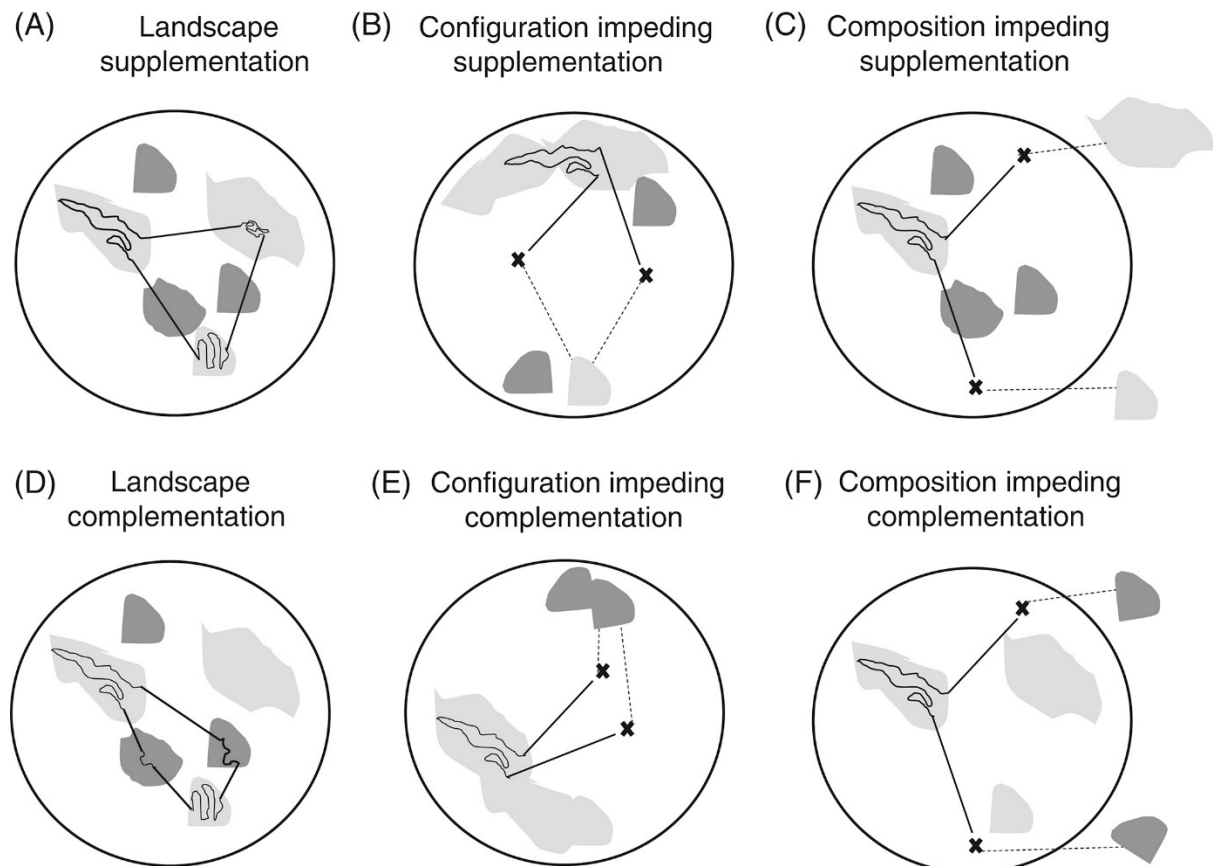 (A) Landscape
supplementation
(B) Configuration impeding
supplementation
(C) Composition impeding
supplementation
(D) Landscape
complementation
(E) Configuration impeding
complementation
(F) Composition impeding
complementation